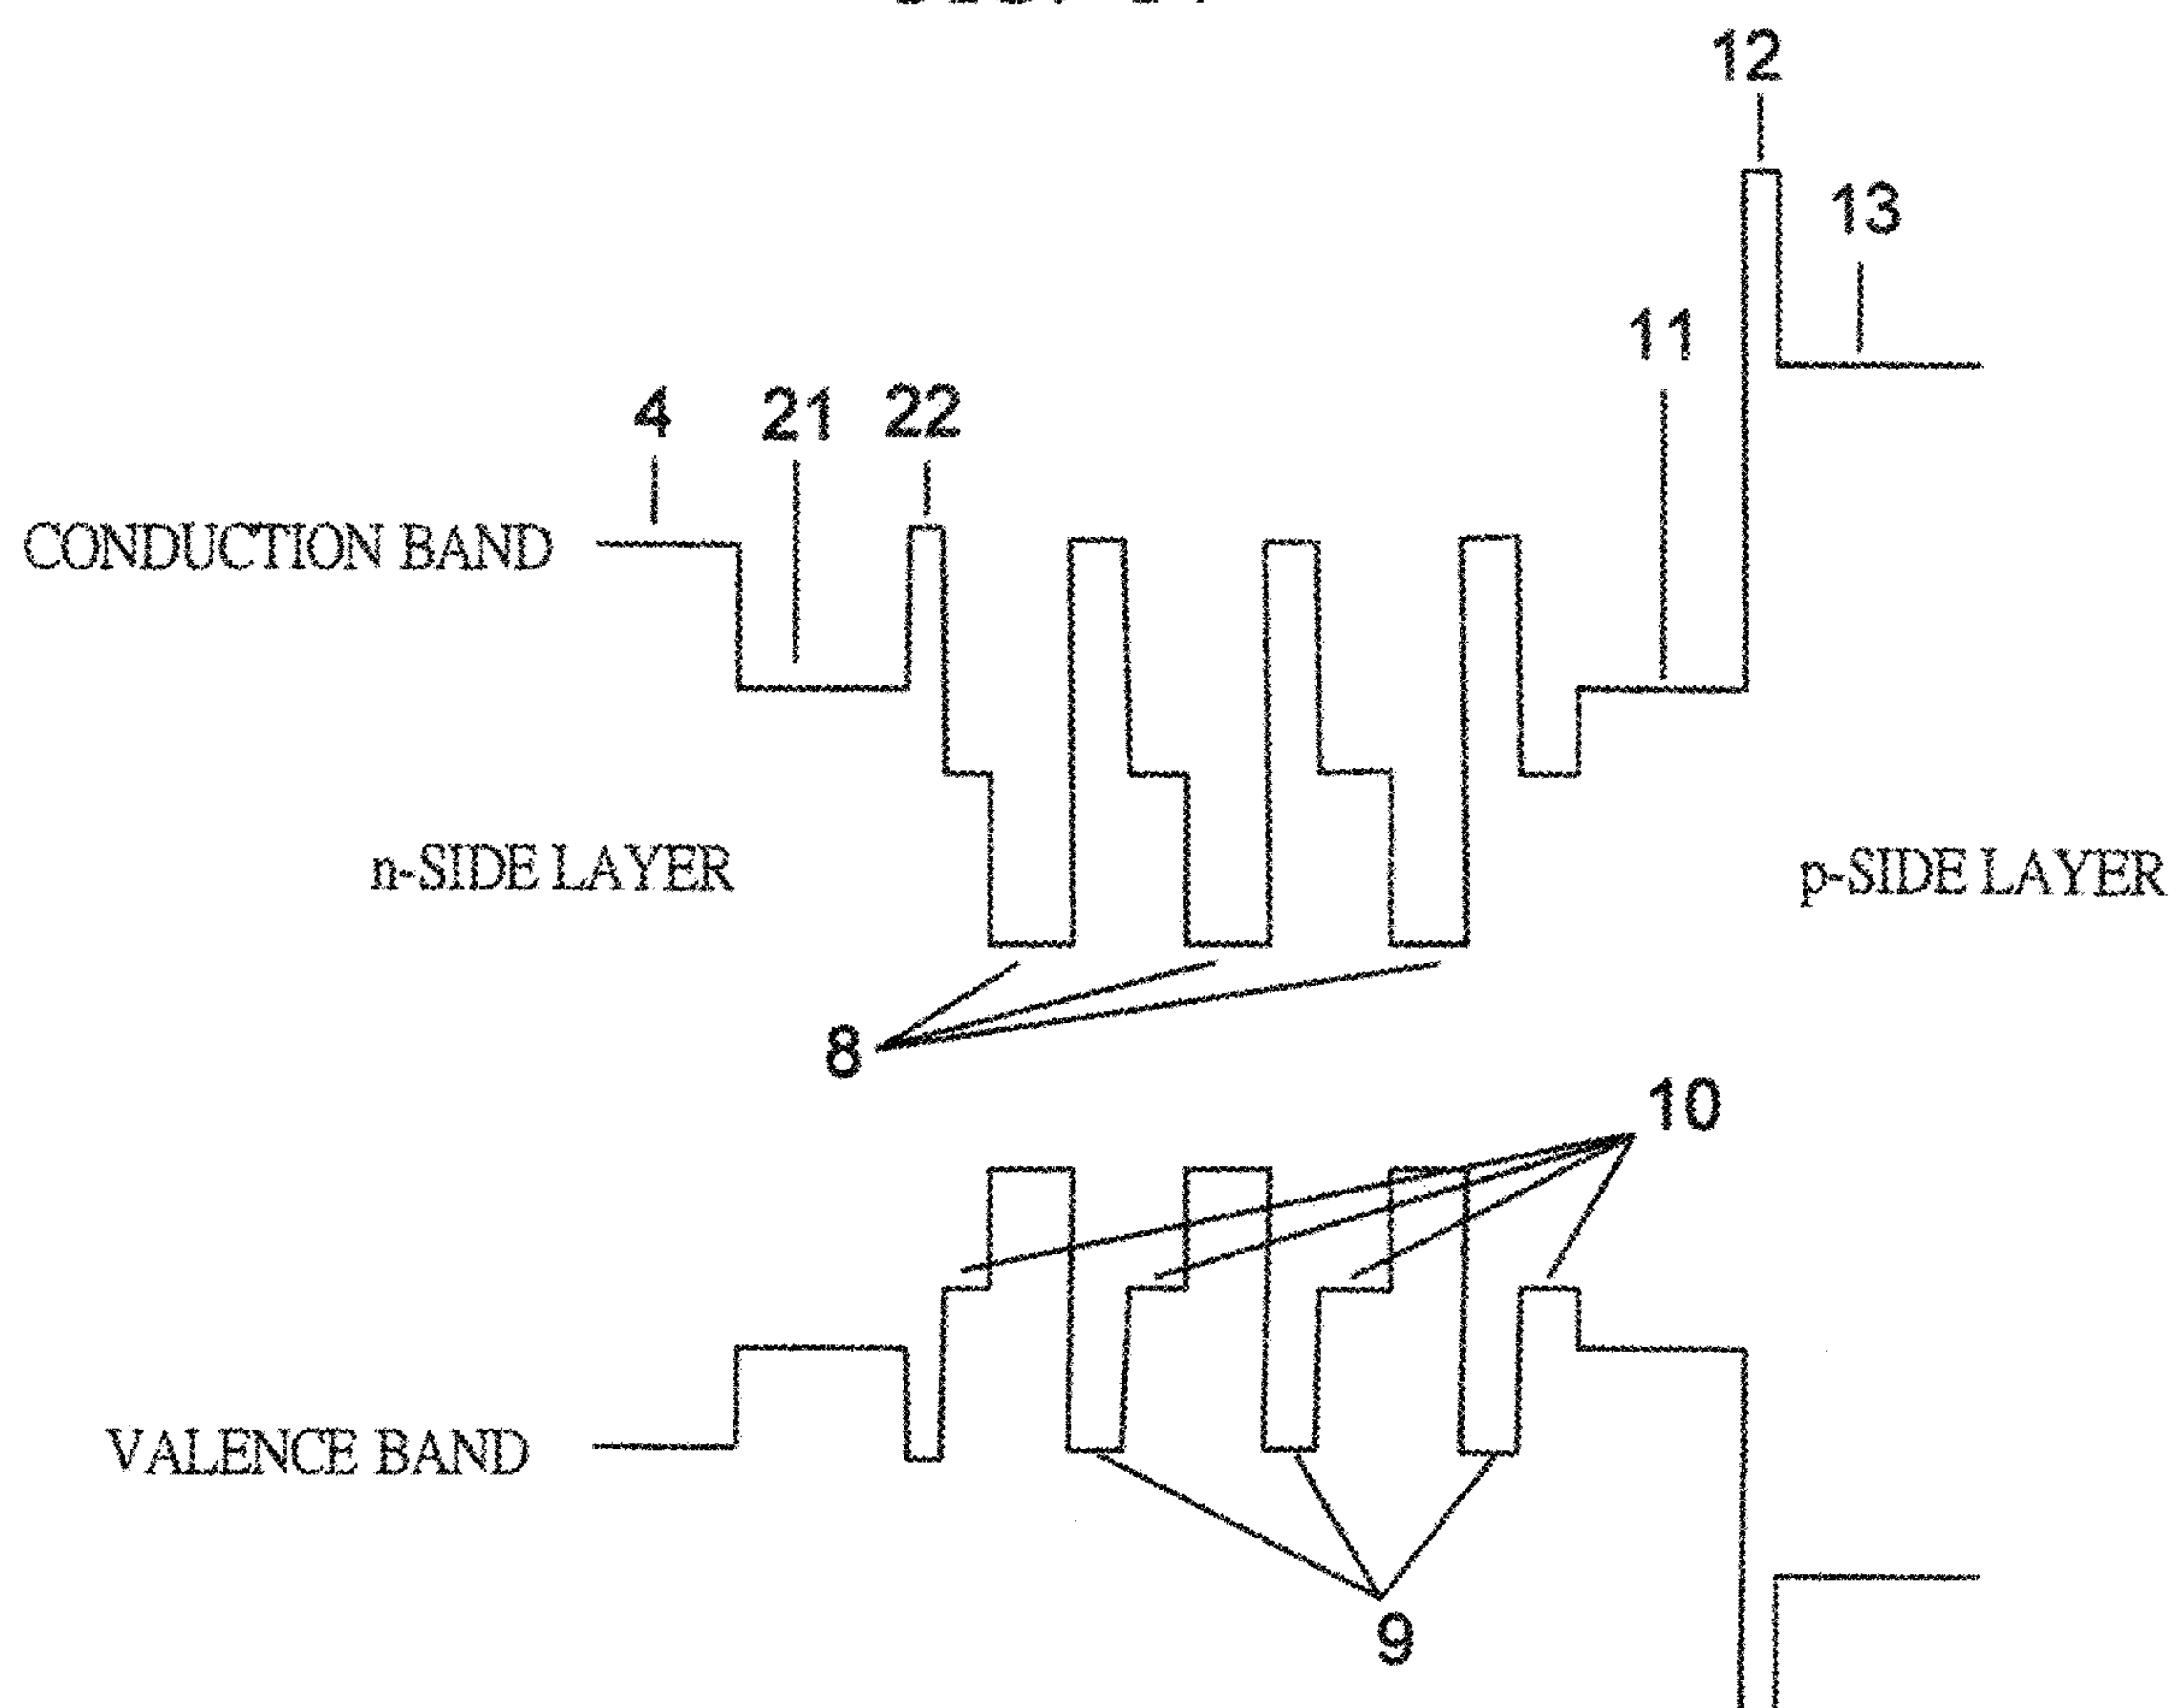 12
13
11
4
21
22
CONDUCTION BAND
n-SIDE LAYER
p-SIDE LAYER
8
10
VALENCE BAND
9